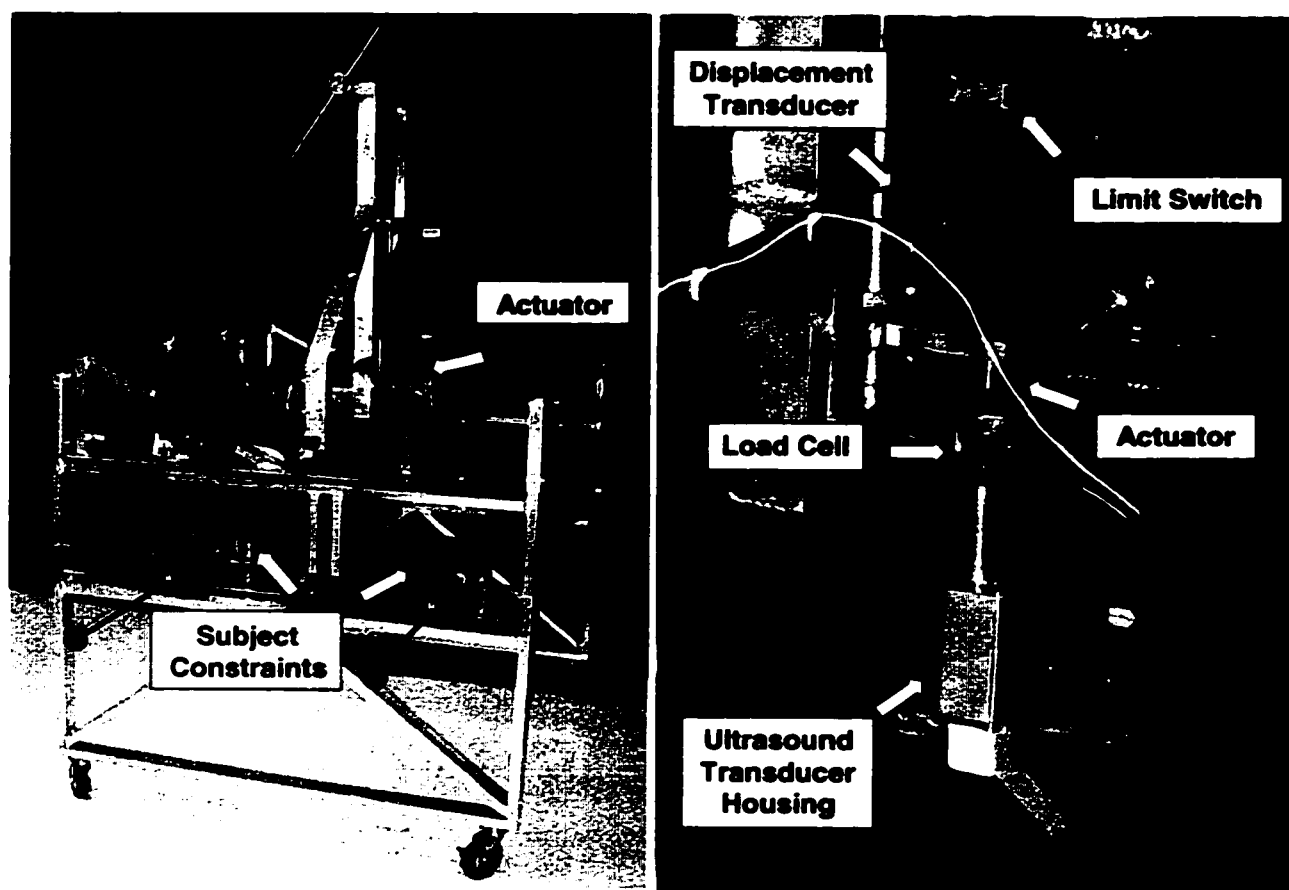 Actuator
Subject
Constraints
Displacement
Transducer
Limit Switch
Load Cell
Actuator
Ultrasound
Transducer
Housing